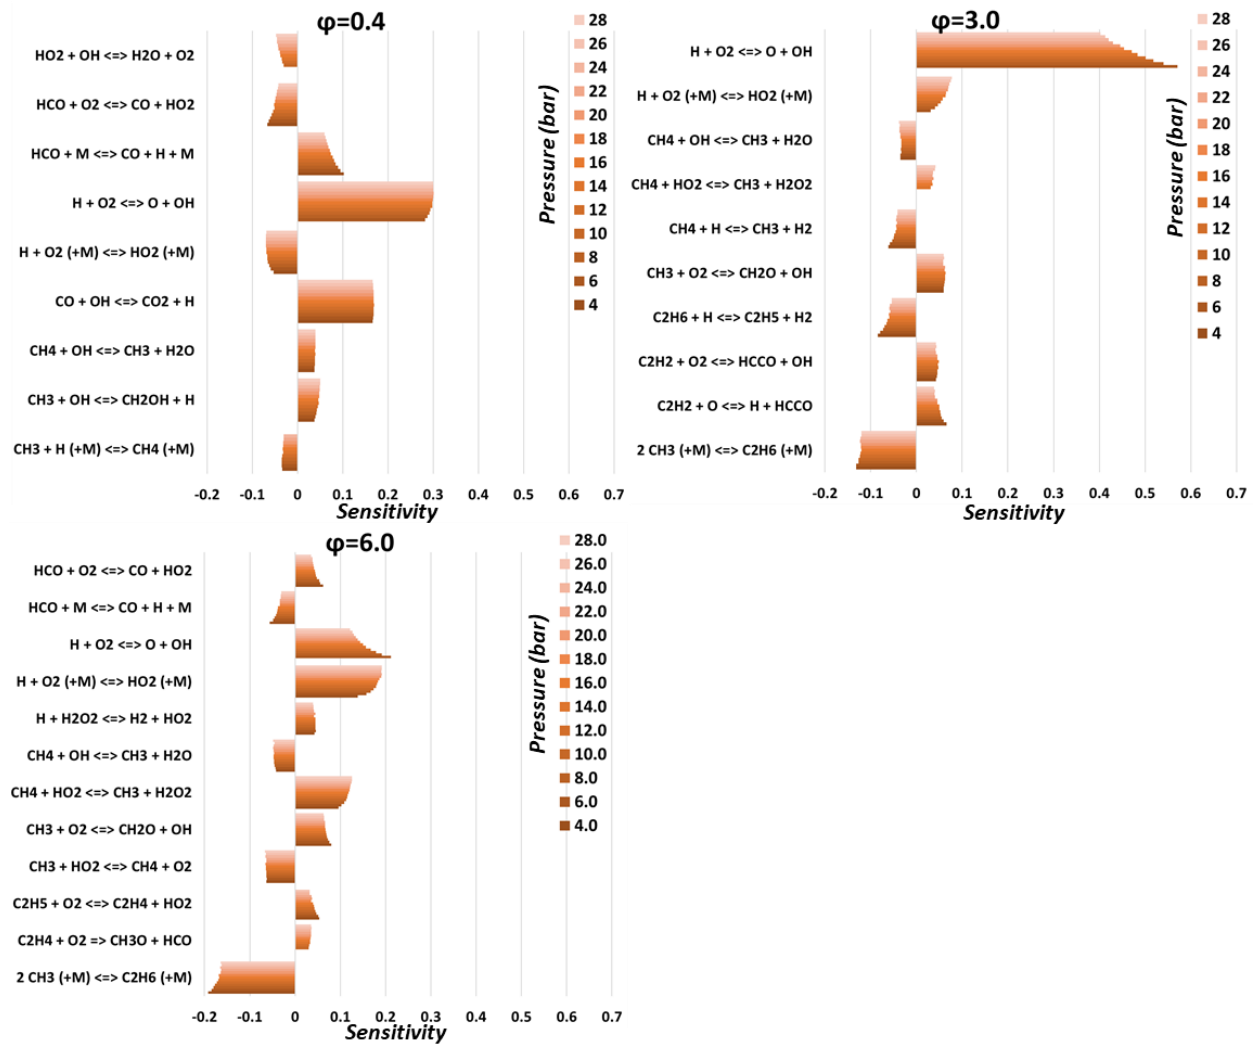 φ=0.4
HO2 + OH <=> H2O + O2
HCO + O2 <=> CO + HO2
HCO + M <=> CO + H + M
H + O2 <=> O + OH
H + O2 (+M) <=> HO2 (+M)
CO + OH <=> CO2 + H
CH4 + OH <=> CH3 + H2O
CH3 + OH <=> CH2OH + H
CH3 + H (+M) <=> CH4 (+M)
-0.2 -0.1 0 0.1 0.2 0.3 0.4 0.5 0.6 0.7
Sensitivity
Pressure (bar)
28
26
24
22
20
18
16
14
12
10
8
6
4
φ=3.0
H + O2 <=> O + OH
H + O2 (+M) <=> HO2 (+M)
CH4 + OH <=> CH3 + H2O
CH4 + HO2 <=> CH3 + H2O2
CH4 + H <=> CH3 + H2
CH3 + O2 <=> CH2O + OH
C2H6 + H <=> C2H5 + H2
C2H2 + O2 <=> HCCO + OH
C2H2 + O <=> H + HCCO
2 CH3 (+M) <=> C2H6 (+M)
-0.2 -0.1 0 0.1 0.2 0.3 0.4 0.5 0.6 0.7
Sensitivity
Pressure (bar)
28
26
24
22
20
18
16
14
12
10
8
6
4
φ=6.0
HCO + O2 <=> CO + HO2
HCO + M <=> CO + H + M
H + O2 <=> O + OH
H + O2 (+M) <=> HO2 (+M)
H + H2O2 <=> H2 + HO2
CH4 + OH <=> CH3 + H2O
CH4 + HO2 <=> CH3 + H2O2
CH3 + O2 <=> CH2O + OH
CH3 + HO2 <=> CH4 + O2
C2H5 + O2 <=> C2H4 + HO2
C2H4 + O2 => CH3O + HCO
2 CH3 (+M) <=> C2H6 (+M)
-0.2 -0.1 0 0.1 0.2 0.3 0.4 0.5 0.6 0.7
Sensitivity
Pressure (bar)
28.0
26.0
24.0
22.0
20.0
18.0
16.0
14.0
12.0
10.0
8.0
6.0
4.0